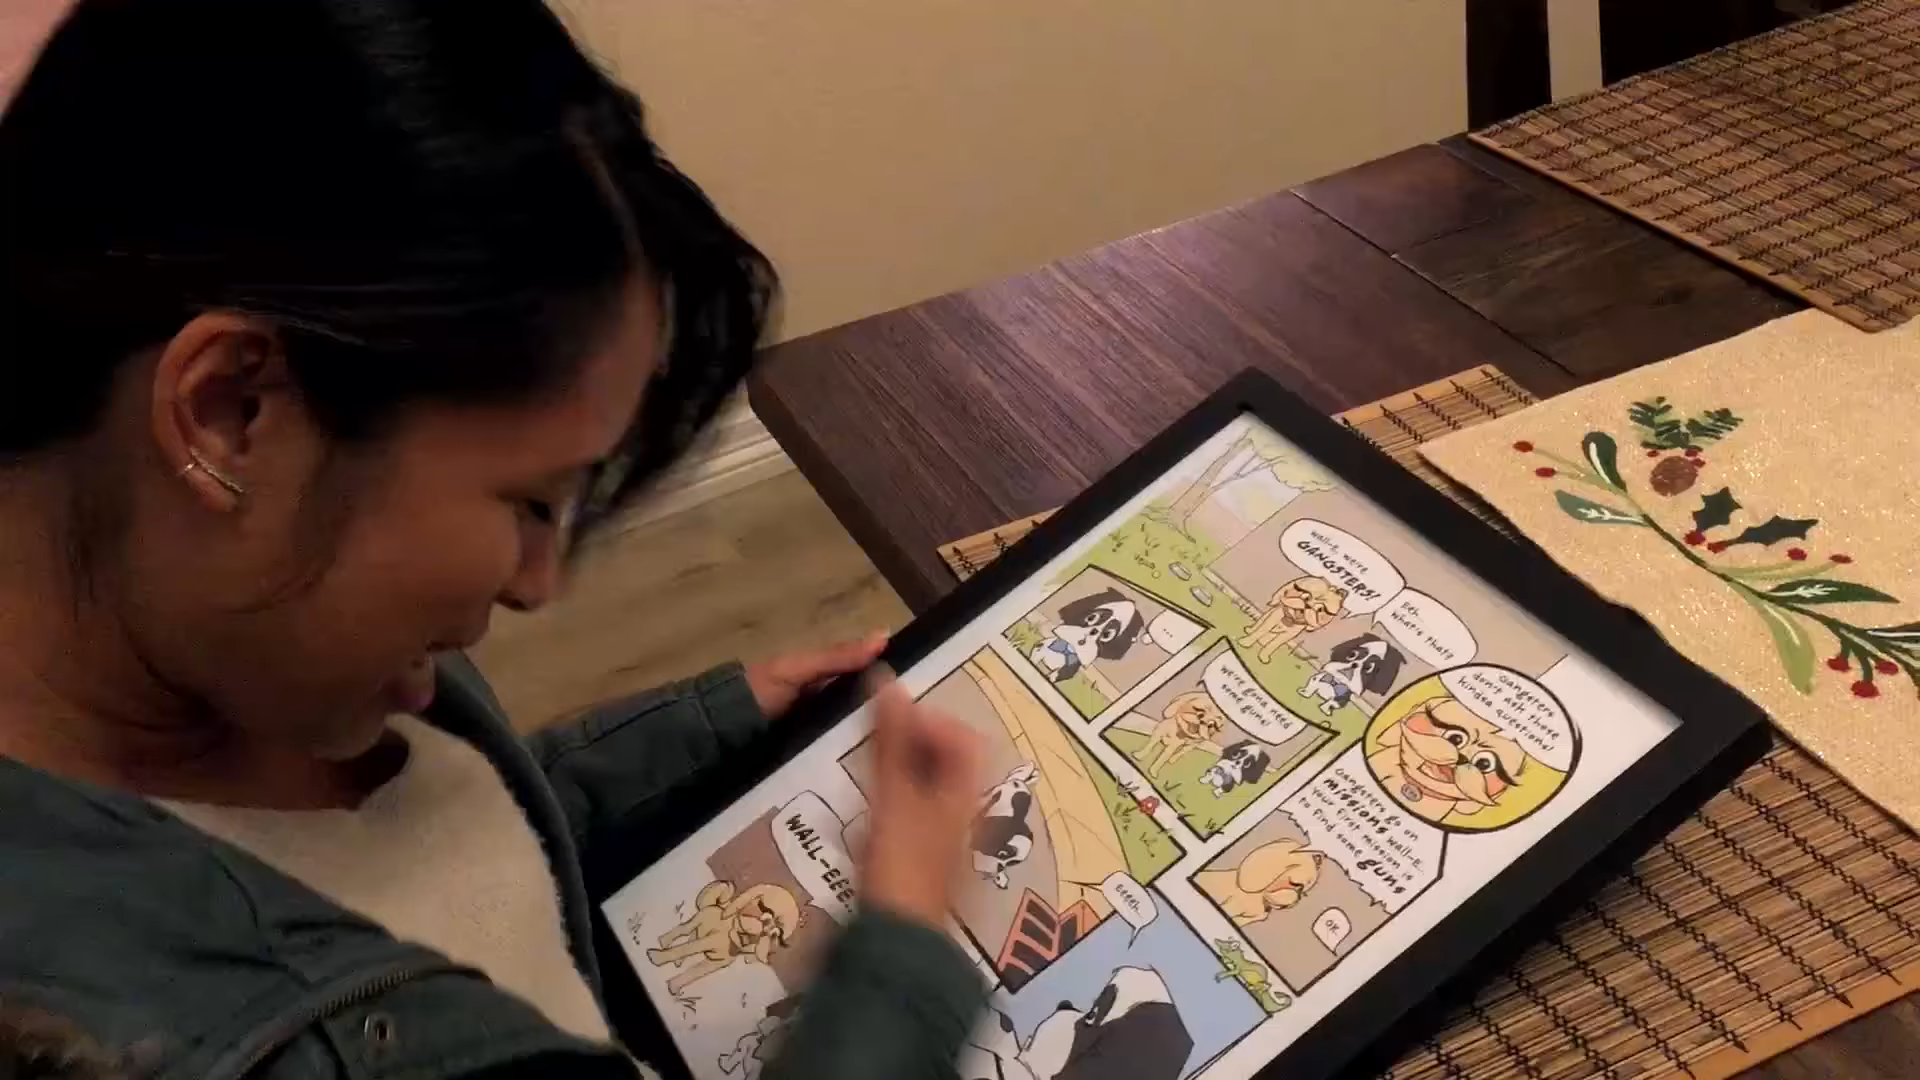 Wall-E, we're
GANGSTERS!
Eeh...
What's that?
...
we're gonna need
some guns!
Gangsters
don't ask those
kindsa questions!
Gangsters go on
missions Wall-E...
Your first mission is
to find some guns
OK.
WALL-EEE...
Eeeeh...